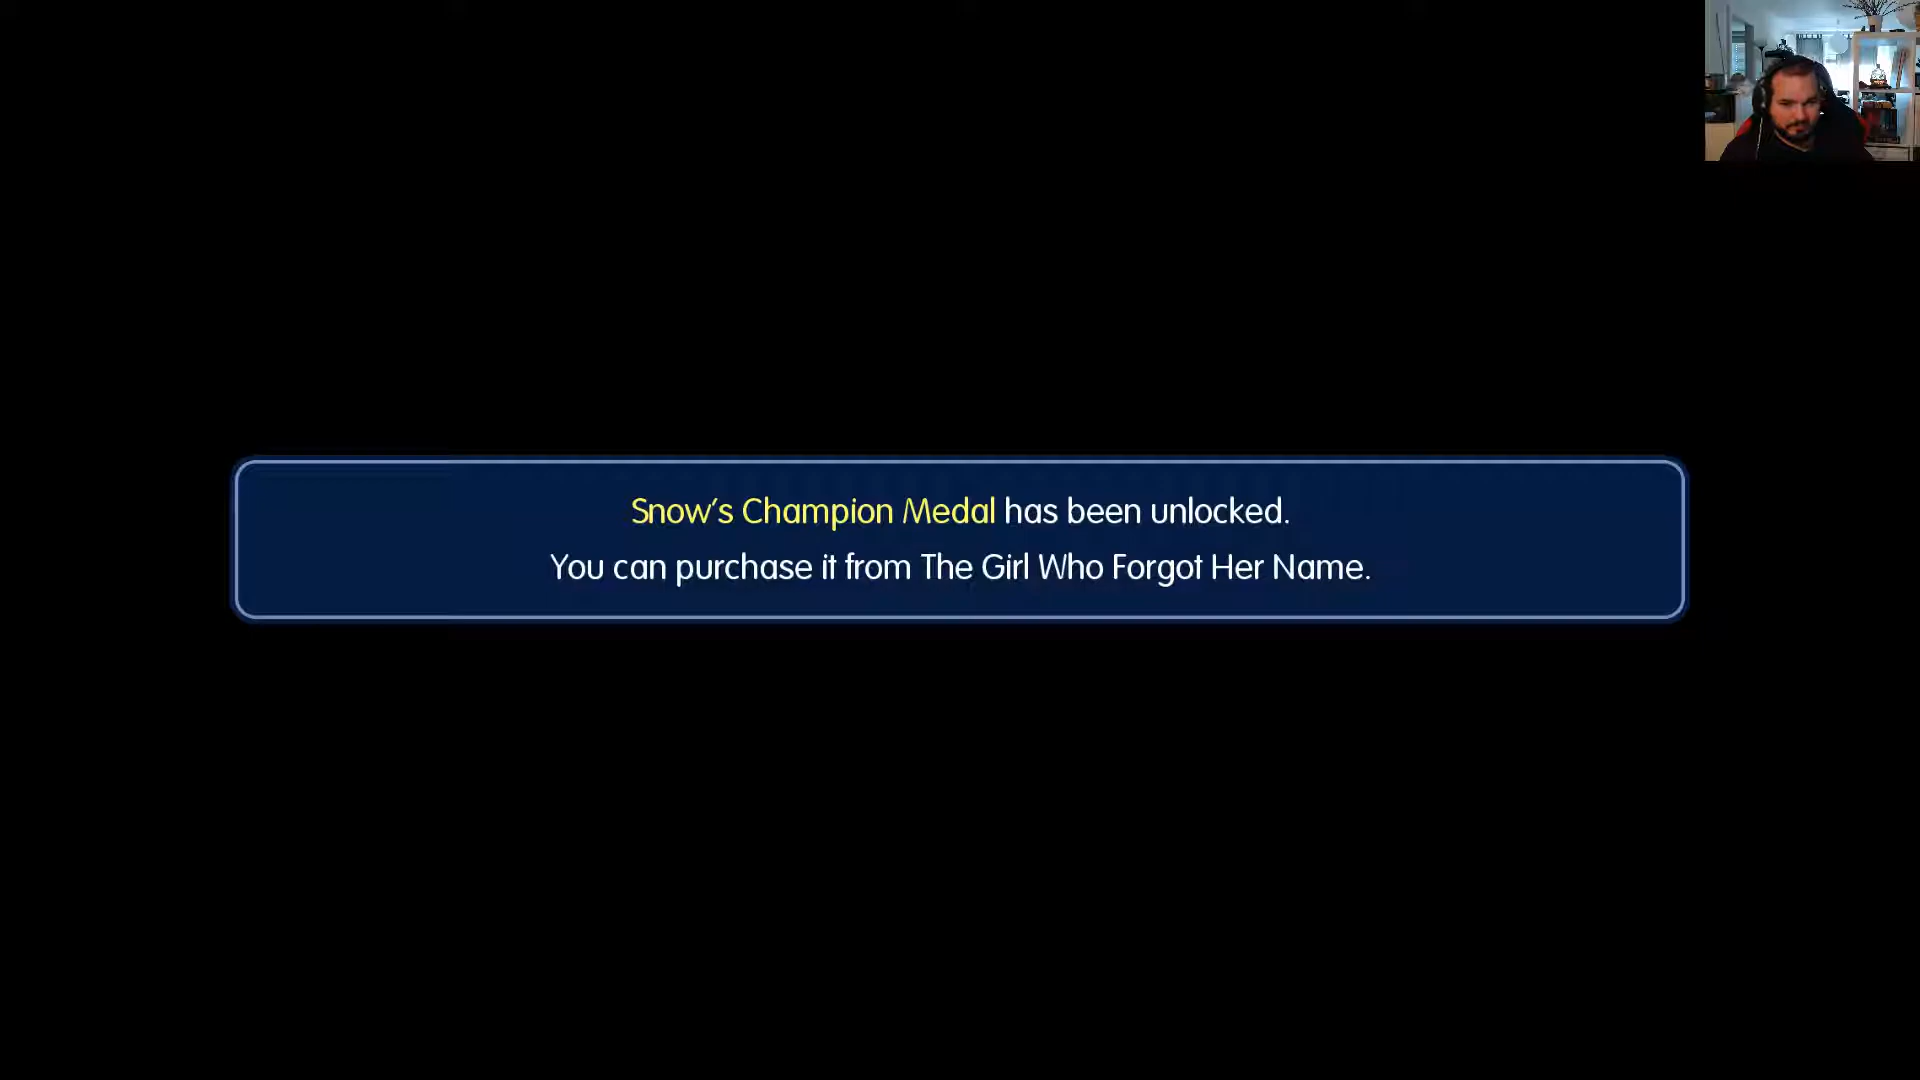 Snow's Champion Medal has been unlocked.
You can purchase it from The Girl Who Forgot Her Name.